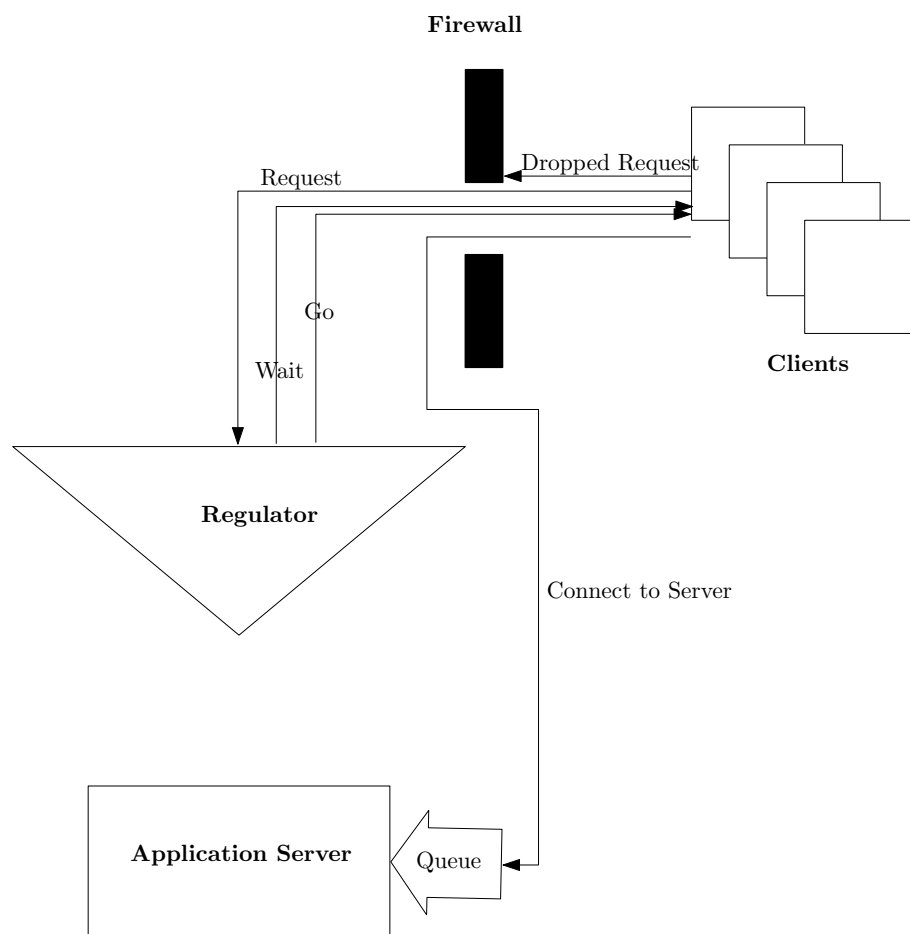 Firewall
Dropped Request
Request
Go
Wait
Clients
Regulator
Connect to Server
Application Server
Queue